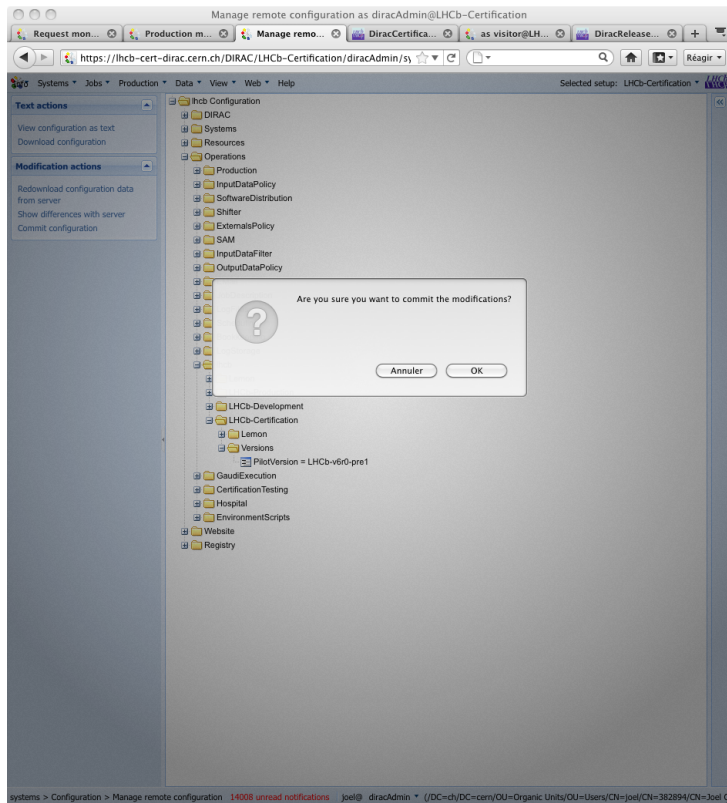 Manage remote configuration as diracAdmin@LHCb-Certification
Request mon... Production m... Manage remo... DiracCertifica... as visitor@LH... DiracRelease...
https://lhcb-cert-dirac.cern.ch/DIRAC/LHCb-Certification/diracAdmin/sy Réagir
Systems Jobs Production Data View Web Help Selected setup: LHCb-Certification
Text actions
View configuration as text
Download configuration
Modification actions
Redownload configuration data
from server
Show differences with server
Commit configuration
lhcb Configuration
DIRAC
Systems
Resources
Operations
Production
InputDataPolicy
SoftwareDistribution
Shifter
ExternalsPolicy
SAM
InputDataFilter
OutputDataPolicy
Are you sure you want to commit the modifications?
Annuler OK
LHCb-Development
LHCb-Certification
Lemon
Versions
PilotVersion = LHCb-v6r0-pre1
GaudiExecution
CertificationTesting
Hospital
EnvironmentScripts
Website
Registry
systems > Configuration > Manage remote configuration 14008 unread notifications joel@ diracAdmin (/DC=ch/DC=cern/OU=Organic Units/OU=Users/CN=joel/CN=382894/CN=Joel